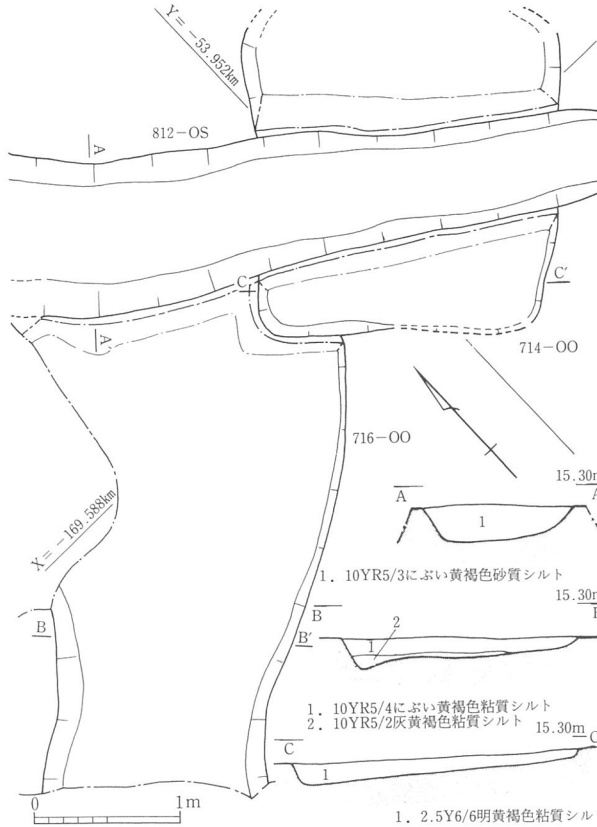 Y=-53.952km
812-OS
A
C
C′
A
714-OO
716-OO
X=-169.588km
15.30m
A
1
1. 10YR5/3にぶい黄褐色砂質シルト
15.30m
B
B
B′
2
1
1. 10YR5/4にぶい黄褐色粘質シルト
2. 10YR5/2灰黄褐色粘質シルト
15.30m
C
C
1
0
1m
1. 2.5Y6/6明黄褐色粘質シル